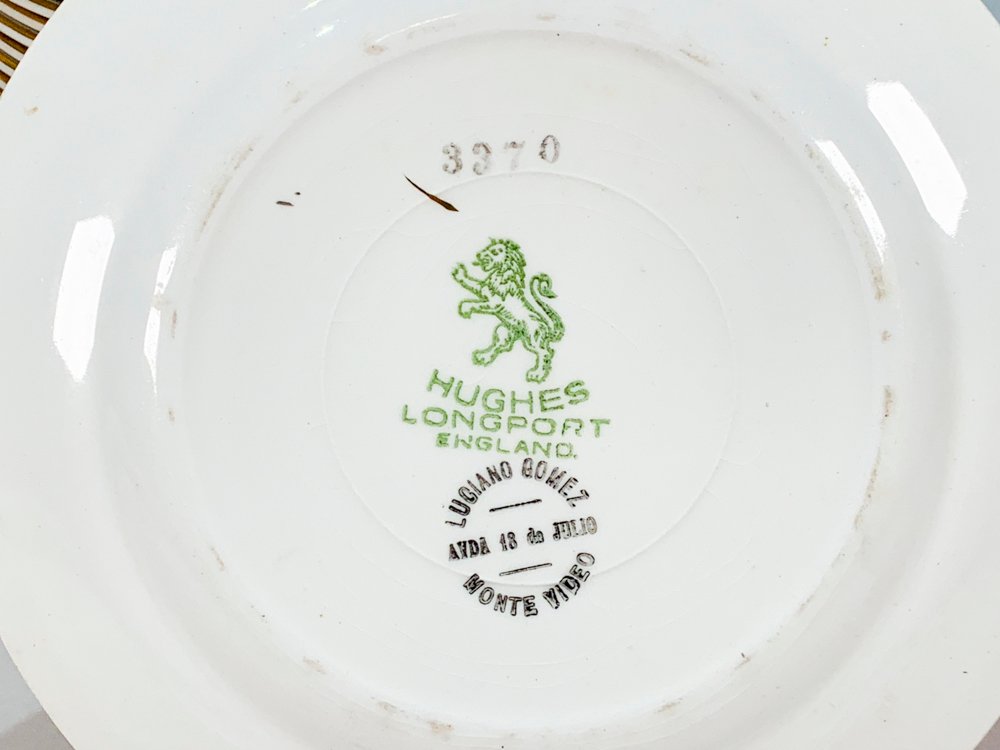 3370
HUGHES
LONGPORT
ENGLAND.
LUCIANO GOMEZ
AVDA 18 de JULIO
MONTE VIDEO